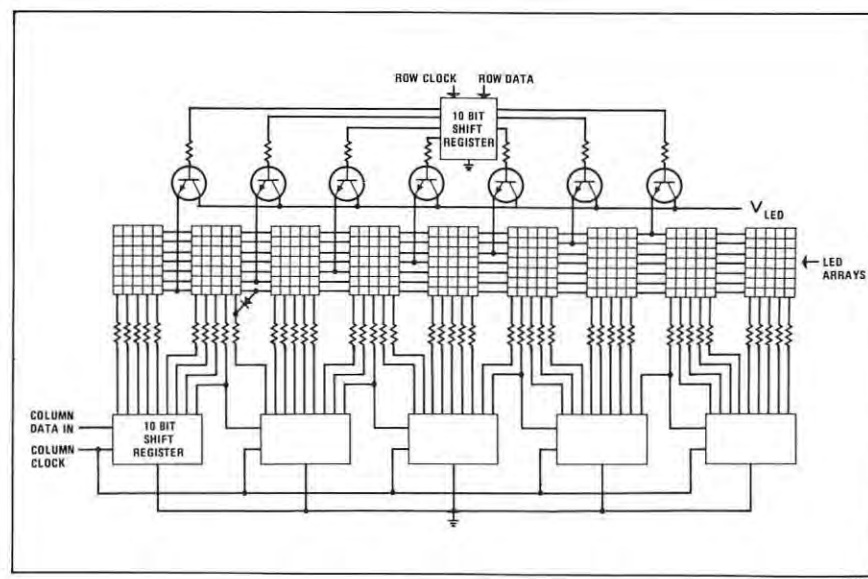 ROW CLOCK ROW DATA
10 BIT
SHIFT
REGISTER
V LED
LED
ARRAYS
COLUMN
DATA IN
10 BIT
SHIFT
REGISTER
COLUMN
CLOCK